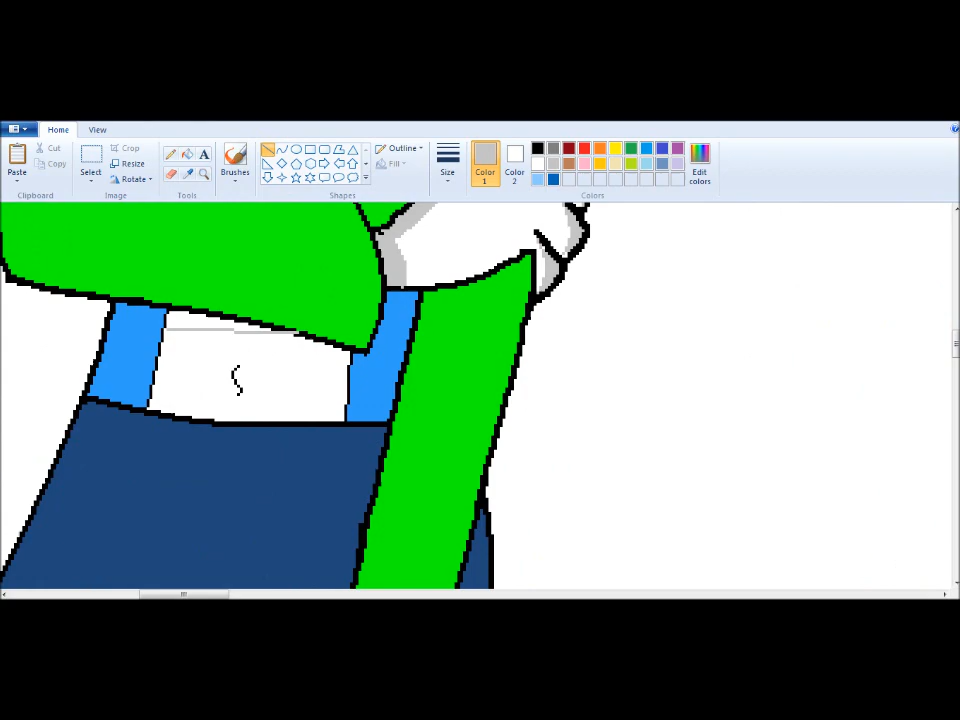 Home View
Paste
Cut
Copy
Clipboard
Select
Crop
Resize
Rotate
Image
A
Tools
Brushes
Outline
Fill
Shapes
Size
Color 1
Color 2
Edit colors
Colors